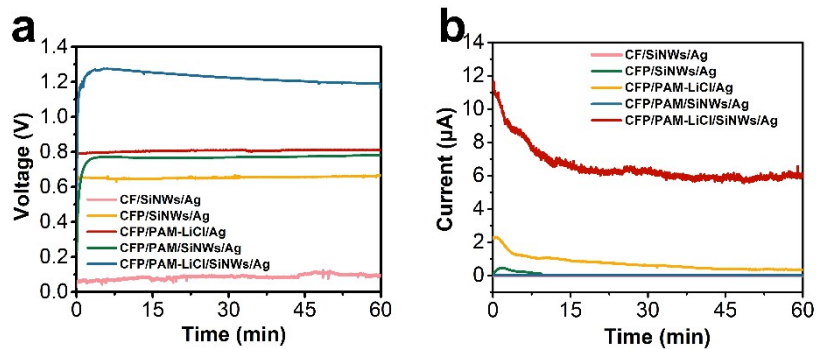 a
Voltage (V)
1.4
1.2
1.0
0.8
0.6
0.4
0.2
0.0
CF/SiNWs/Ag
CFP/SiNWs/Ag
CFP/PAM-LiCl/Ag
CFP/PAM/SiNWs/Ag
CFP/PAM-LiCl/SiNWs/Ag
0 15 30 45 60
Time (min)
b
Current (μA)
14
12
10
8
6
4
2
0
CF/SiNWs/Ag
CFP/SiNWs/Ag
CFP/PAM-LiCl/Ag
CFP/PAM/SiNWs/Ag
CFP/PAM-LiCl/SiNWs/Ag
0 15 30 45 60
Time (min)